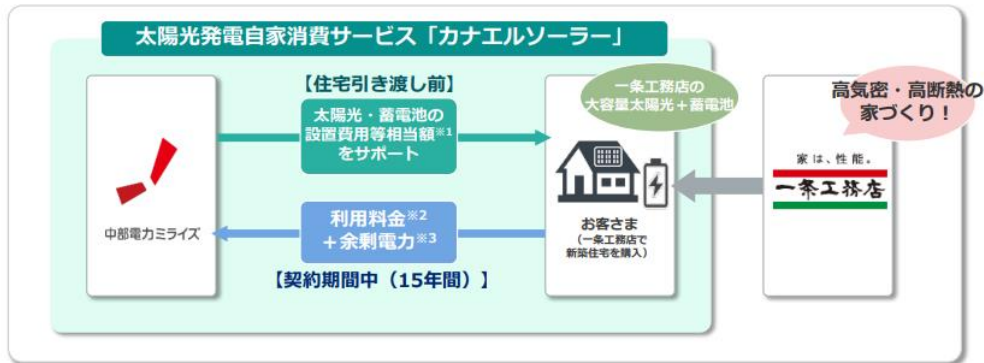 太陽光発電自家消費サービス「カナエルソーラー」
【住宅引き渡し前】
太陽光・蓄電池の
設置費用等相当額※1
をサポート
一条工務店の
大容量太陽光＋蓄電池
高気密・高断熱の
家づくり！
中部電力ミライズ
利用料金※2
＋余剰電力※3
【契約期間中（15年間）】
お客さま
（一条工務店で
新築住宅を購入）
家は、性能。
一条工務店